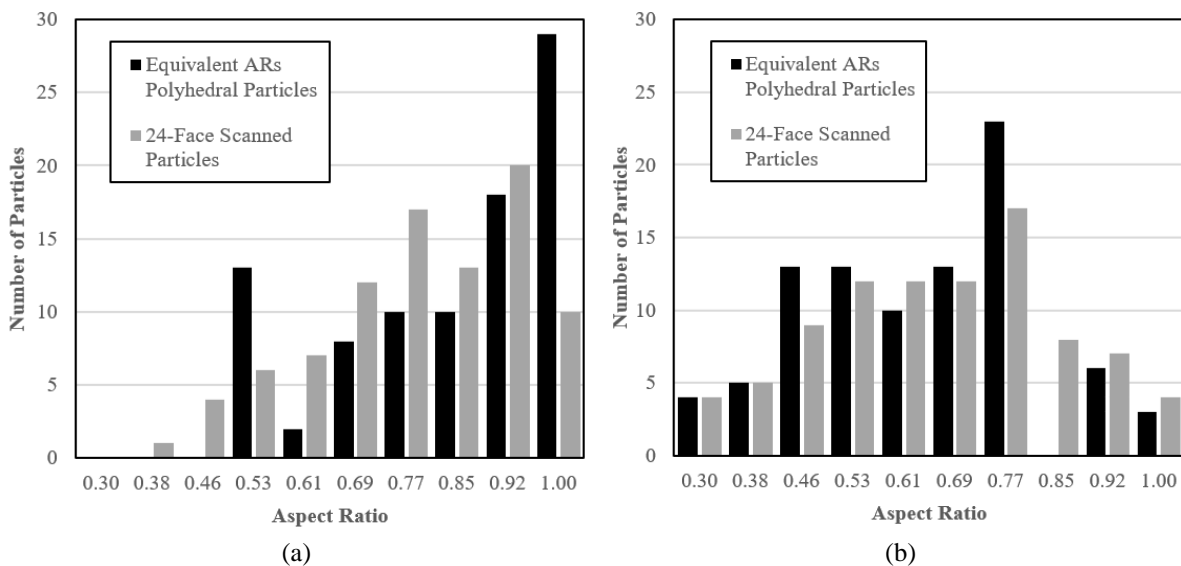 30
25
20
15
10
5
0
Number of Particles
Equivalent ARs
Polyhedral Particles
24-Face Scanned
Particles
0.30 0.38 0.46 0.53 0.61 0.69 0.77 0.85 0.92 1.00
Aspect Ratio
(a)
30
25
20
15
10
5
0
Number of Particles
Equivalent ARs
Polyhedral Particles
24-Face Scanned
Particles
0.30 0.38 0.46 0.53 0.61 0.69 0.77 0.85 0.92 1.00
Aspect Ratio
(b)